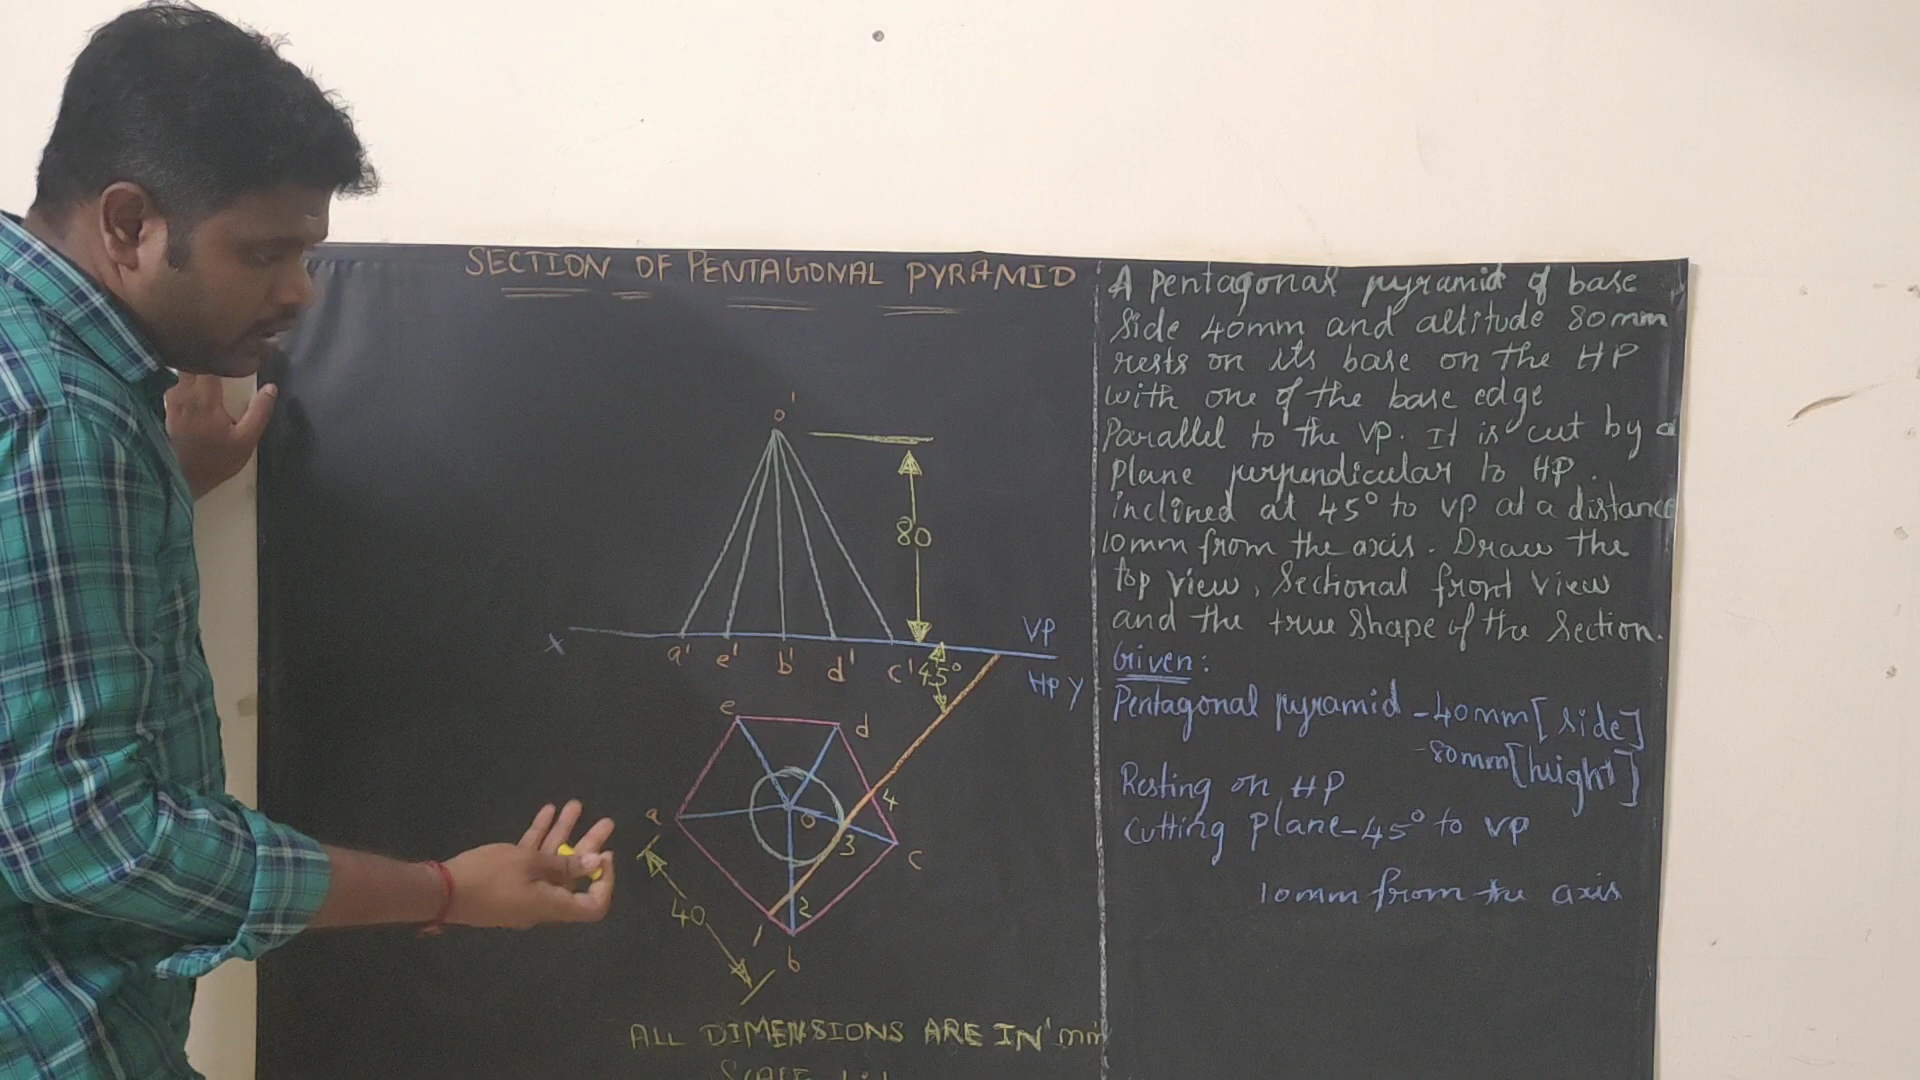 SECTION OF PENTAGONAL PYRAMID
o'
80
X
VP
a' e' b' d' c' 45°
HP Y
e
d
4
a
o
3
c
40
2
1
b
ALL DIMENSIONS ARE IN 'mm'
A pentagonal pyramid of base
side 40mm and altitude 80mm
rests on its base on the HP
with one of the base edge
Parallel to the VP. It is cut by a
Plane perpendicular to HP.
inclined at 45° to VP at a distance
10mm from the axis. Draw the
top view, Sectional front view
and the true shape of the Section.
Given:
Pentagonal pyramid - 40mm [side]
- 80mm [height]
Resting on HP
Cutting plane - 45° to VP
10mm from the axis